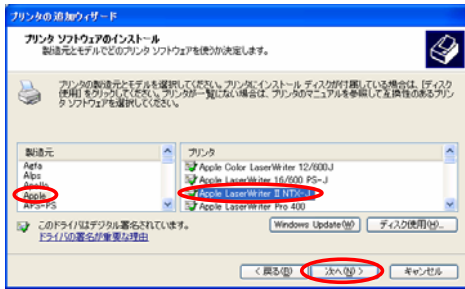 プリンタの追加ウィザード
プリンタ ソフトウェアのインストール
製造元とモデルでどのプリンタ ソフトウェアを使うか決定します。
プリンタの製造元とモデルを選択してください。プリンタにインストール ディスクが付属している場合は、[ディスク
使用] をクリックしてください。プリンタが一覧にない場合は、プリンタのマニュアルを参照して互換性のあるプリン
タ ソフトウェアを選択してください。
製造元
プリンタ
Agfa
Apple Color LaserWriter 12/600J
Alps
Apple LaserWriter 16/600 PS-J
Apollo
Apple LaserWriter II NTX-J
Apple
Apple LaserWriter Pro 400
APS-PS
このドライバはデジタル署名されています。
Windows Update(W)
ディスク使用(H)...
ドライバの署名が重要な理由
< 戻る(B)
次へ(N) >
キャンセル